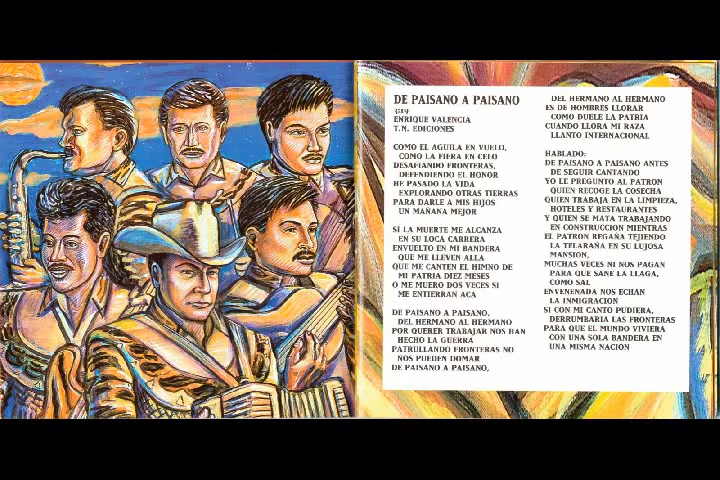 DE PAISANO A PAISANO
3:19
ENRIQUE VALENCIA
T.N. EDICIONES
COMO EL AGUILA EN VUELO,
COMO LA FIERA EN CELO
DESAFIANDO FRONTERAS,
DEFENDIENDO EL HONOR
HE PASADO LA VIDA
EXPLORANDO OTRAS TIERRAS
PARA DARLE A MIS HIJOS
UN MAÑANA MEJOR
SI LA MUERTE ME ALCANZA
EN SU LOCA CARRERA
ENVUELTO EN MI BANDERA
QUE ME LLEVEN ALLA
QUE ME CANTEN EL HIMNO DE
MI PATRIA DIEZ MESES
O ME MUERO DOS VECES SI
ME ENTIERRAN ACA
DE PAISANO A PAISANO,
DEL HERMANO AL HERMANO
POR QUERER TRABAJAR NOS HAN
HECHO LA GUERRA
PATRULLANDO FRONTERAS NO
NOS PUEDEN DOMAR
DE PAISANO A PAISANO,
DEL HERMANO AL HERMANO
ES DE HOMBRES LLORAR
COMO DUELE LA PATRIA
CUANDO LLORA MI RAZA
LLANTO INTERNACIONAL
HABLADO:
DE PAISANO A PAISANO ANTES
DE SEGUIR CANTANDO
YO LE PREGUNTO AL PATRON
QUIEN RECOGE LA COSECHA
QUIEN TRABAJA EN LA LIMPIEZA,
HOTELES Y RESTAURANTES
Y QUIEN SE MATA TRABAJANDO
EN CONSTRUCCION MIENTRAS
EL PATRON REGAÑA TEJIENDO
LA TELARAÑA EN SU LUJOSA
MANSION,
MUCHAS VECES NI NOS PAGAN
PARA QUE SANE LA LLAGA,
COMO SAL
ENVENENADA NOS ECHAN
LA INMIGRACION
SI CON MI CANTO PUDIERA,
DERRUMBARIA LAS FRONTERAS
PARA QUE EL MUNDO VIVIERA
CON UNA SOLA BANDERA EN
UNA MISMA NACION